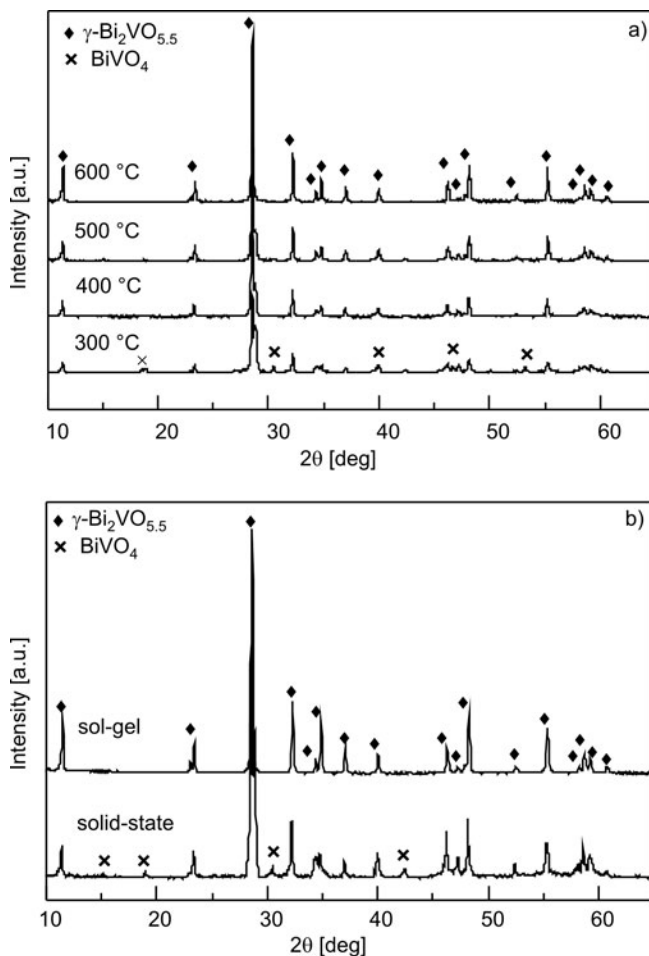 ◆ γ-Bi₂VO₅.₅
a)
× BiVO₄
600 °C
500 °C
400 °C
300 °C
Intensity [a.u.]
10 20 30 40 50 60
2θ [deg]
◆ γ-Bi₂VO₅.₅
b)
× BiVO₄
sol-gel
solid-state
Intensity [a.u.]
10 20 30 40 50 60
2θ [deg]